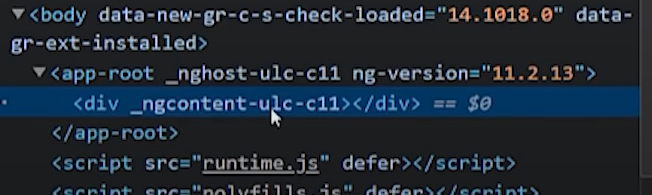 ▼<body data-new-gr-c-s-check-loaded="14.1018.0" data-
gr-ext-installed>
▼<app-root _nghost-ulc-c11 ng-version="11.2.13">
<div _ngcontent-ulc-c11></div> == $0
</app-root>
<script src="runtime.js" defer></script>
<script src="polyfills.js" defer></script>